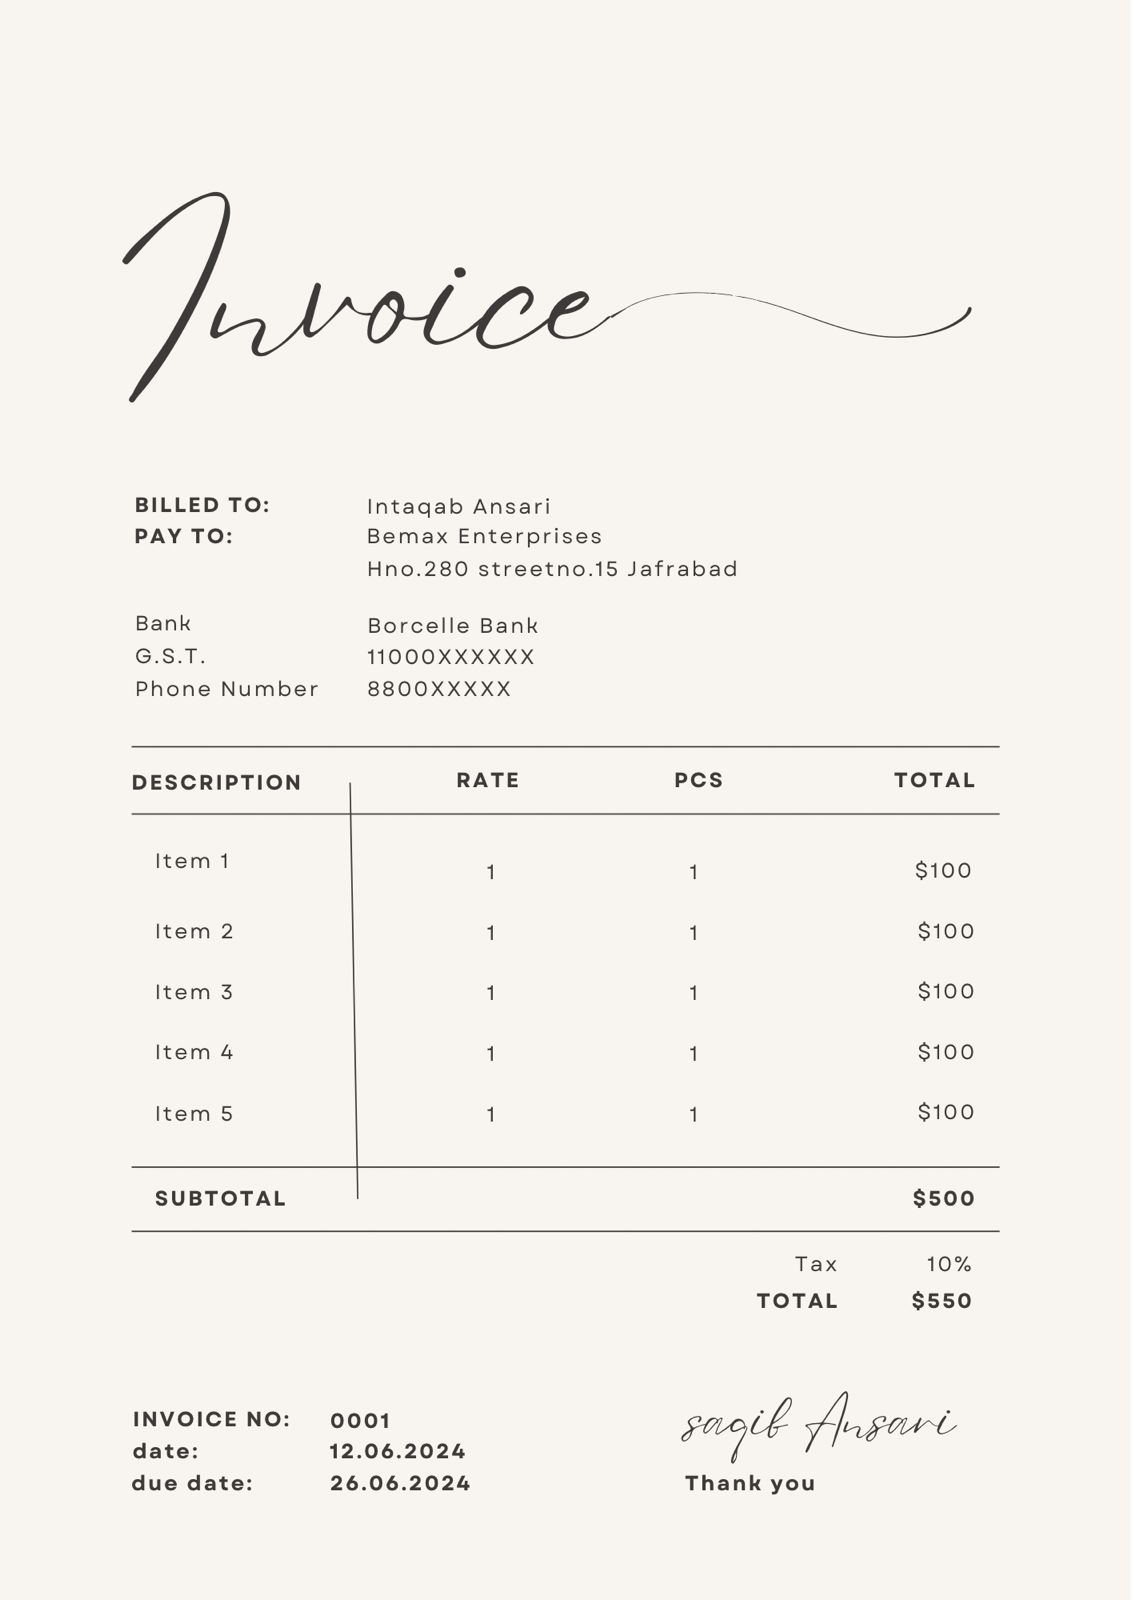 Invoice
BILLED TO: Intaqab Ansari
PAY TO: Bemax Enterprises
Hno.280 streetno.15 Jafrabad
Bank Borcelle Bank
G.S.T. 11000XXXXXX
Phone Number 8800XXXXX
DESCRIPTION RATE PCS TOTAL
Item 1 1 1 $100
Item 2 1 1 $100
Item 3 1 1 $100
Item 4 1 1 $100
Item 5 1 1 $100
SUBTOTAL $500
Tax 10%
TOTAL $550
INVOICE NO: 0001
date: 12.06.2024
due date: 26.06.2024
saqib Ansari
Thank you